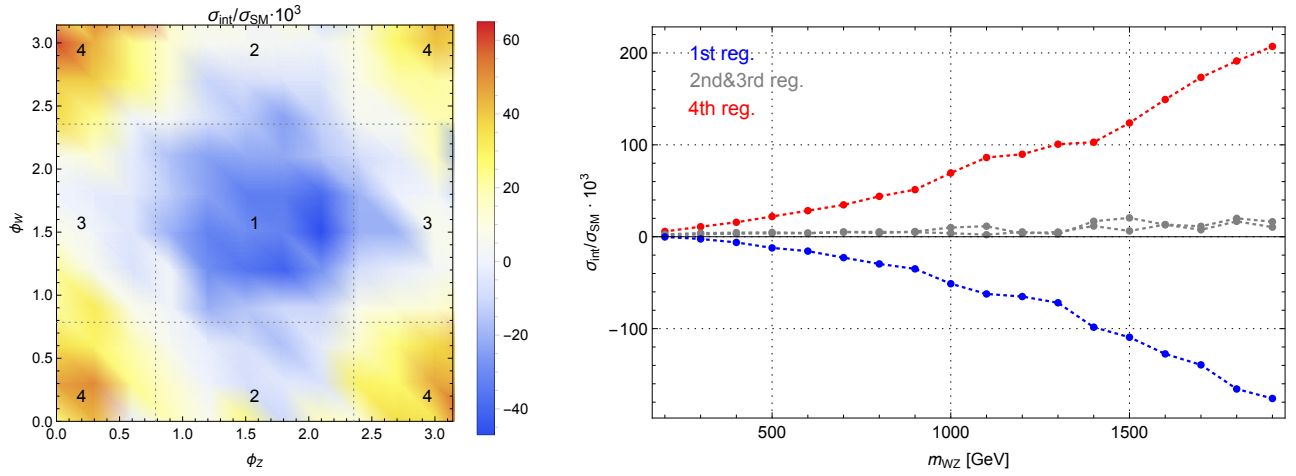 σint/σSM·10³
3.0
2.5
2.0
1.5
1.0
0.5
0.0
ϕW
4 2 4
3 1 3
4 2 4
0.0 0.5 1.0 1.5 2.0 2.5 3.0
ϕZ
60
40
20
0
−20
−40
1st reg.
2nd&3rd reg.
4th reg.
200
100
0
−100
σint/σSM · 10³
500 1000 1500
mWZ [GeV]